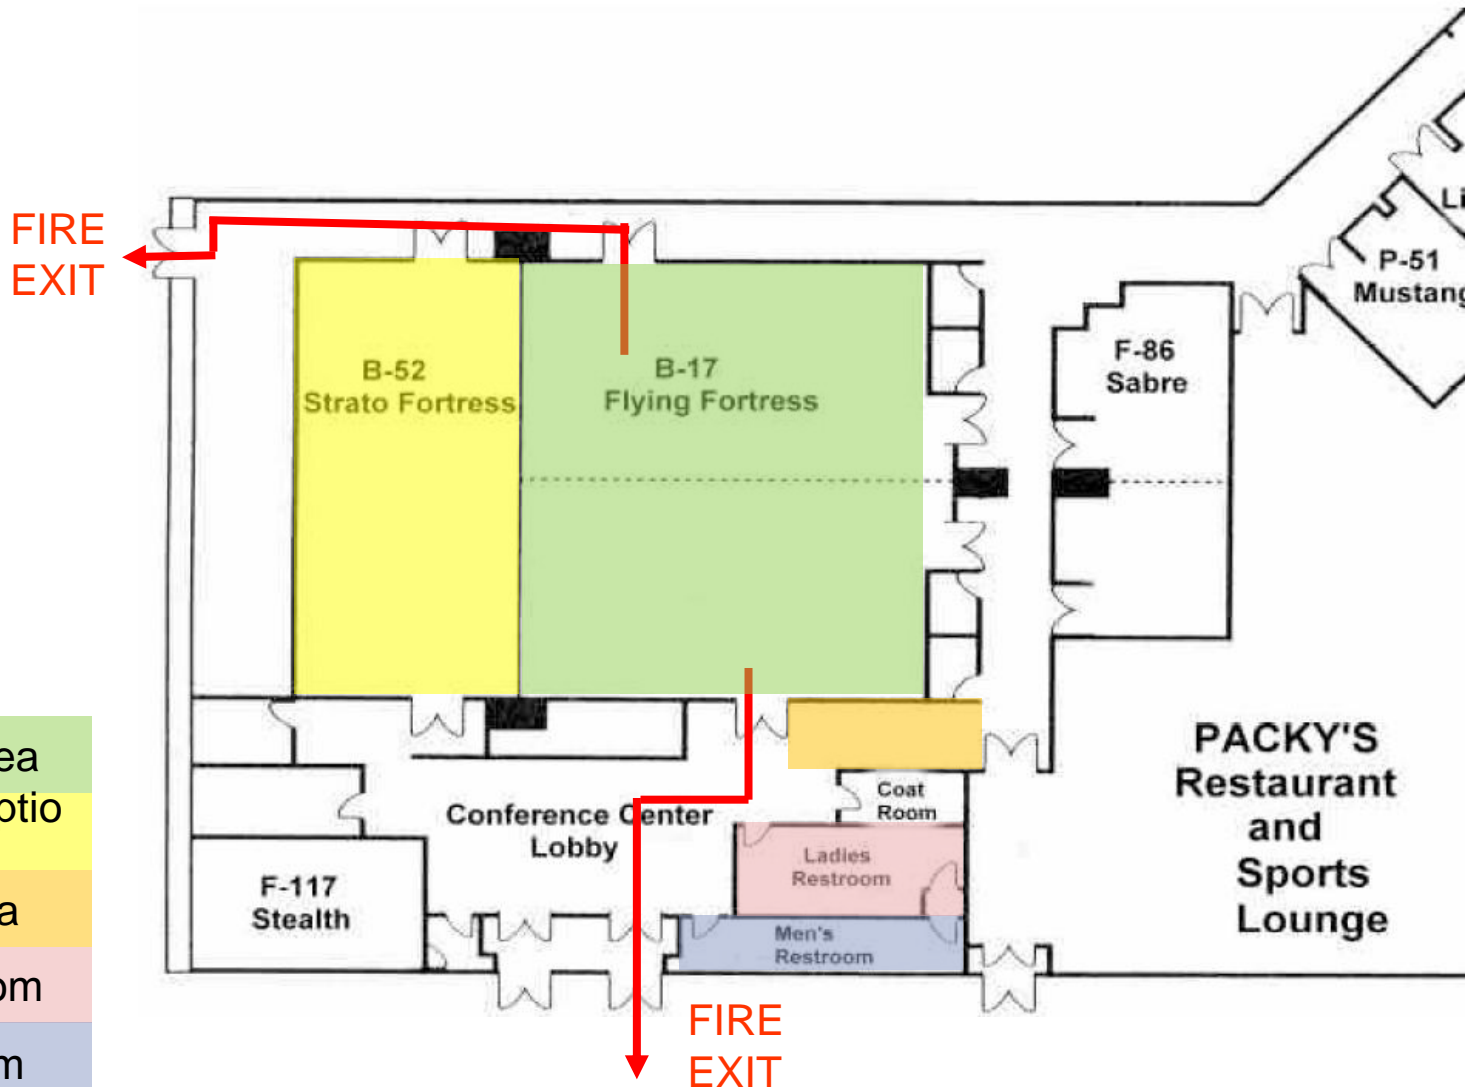 FIRE
EXIT
Li
P-51
Mustang
F-86
Sabre
B-52
Strato Fortress
B-17
Flying Fortress
ea
otio
a
om
m
PACKY'S
Restaurant
and
Sports
Lounge
Coat
Room
Conference Center
Lobby
Ladies
Restroom
F-117
Stealth
Men's
Restroom
FIRE
EXIT